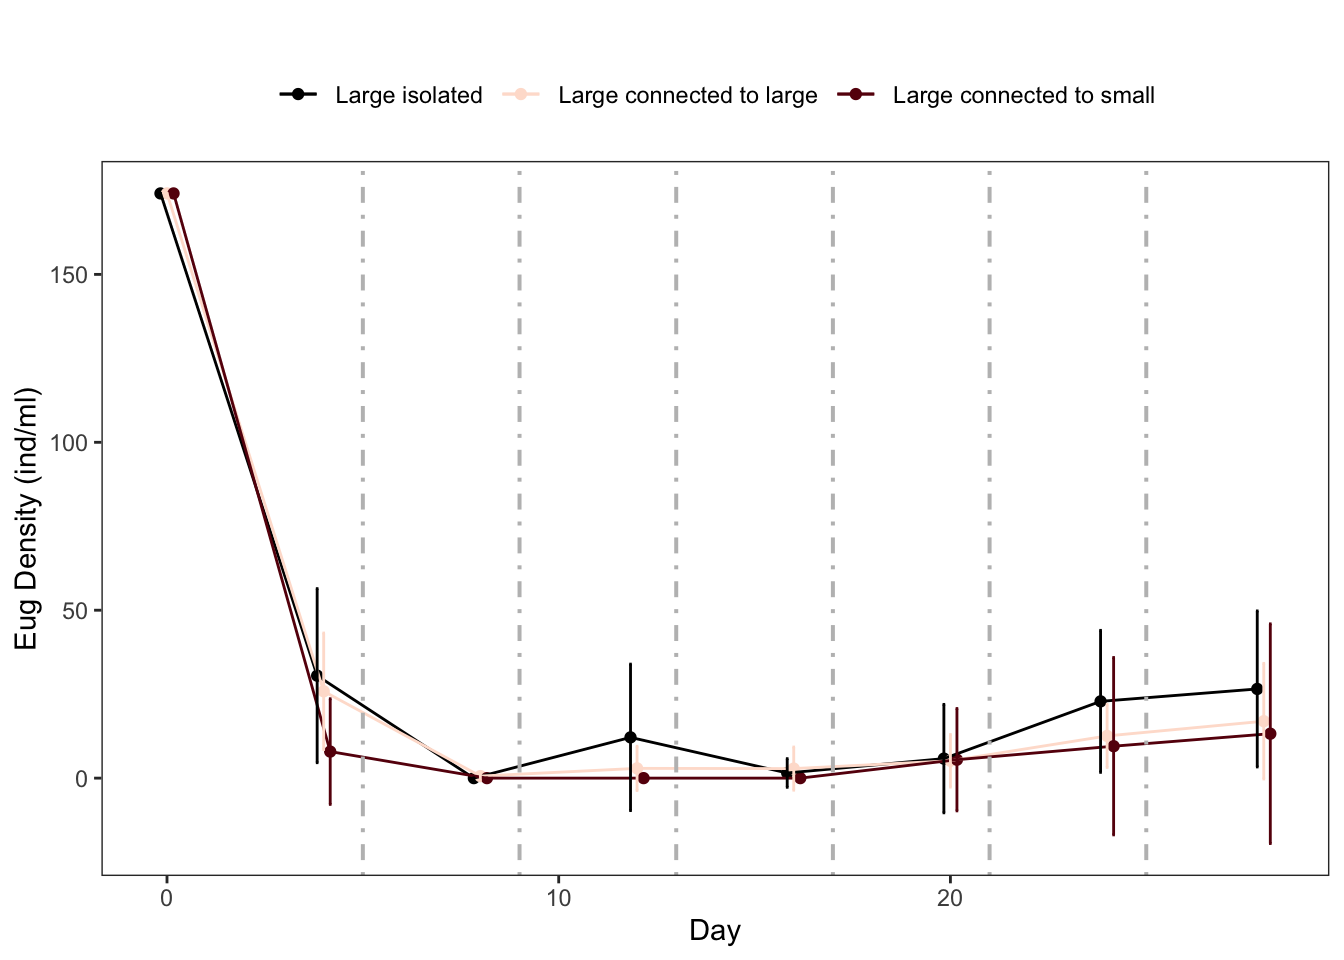 Large isolated Large connected to large Large connected to small
150
100
50
0
Eug Density (ind/ml)
0 10 20
Day